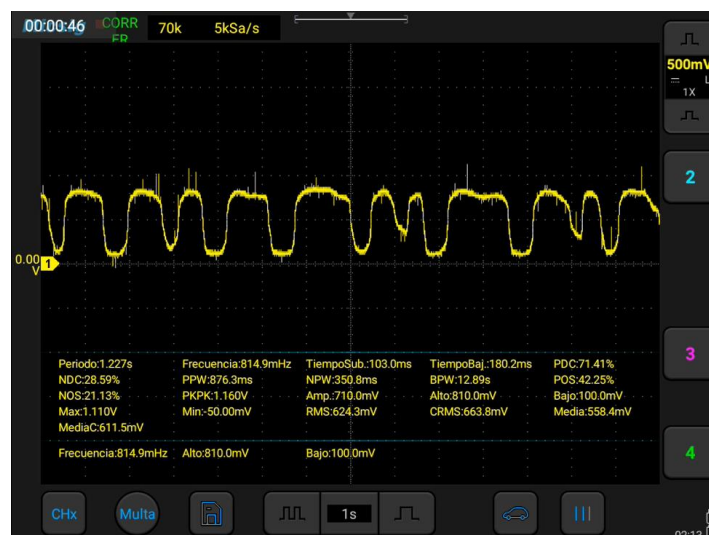 00:00:46 CORR
ER
70k 5kSa/s
500mV
L
1X
2
0.00
V
1
3
Periodo:1.227s Frecuencia:814.9mHz TiempoSub.:103.0ms TiempoBaj.:180.2ms PDC:71.41%
NDC:28.59% PPW:876.3ms NPW:350.8ms BPW:12.89s POS:42.25%
NOS:21.13% PKPK:1.160V Amp.:710.0mV Alto:810.0mV Bajo:100.0mV
Max:1.110V Min:-50.00mV RMS:624.3mV CRMS:663.8mV Media:558.4mV
MediaC:611.5mV
Frecuencia:814.9mHz Alto:810.0mV Bajo:100.0mV
4
CHx Multa 1s